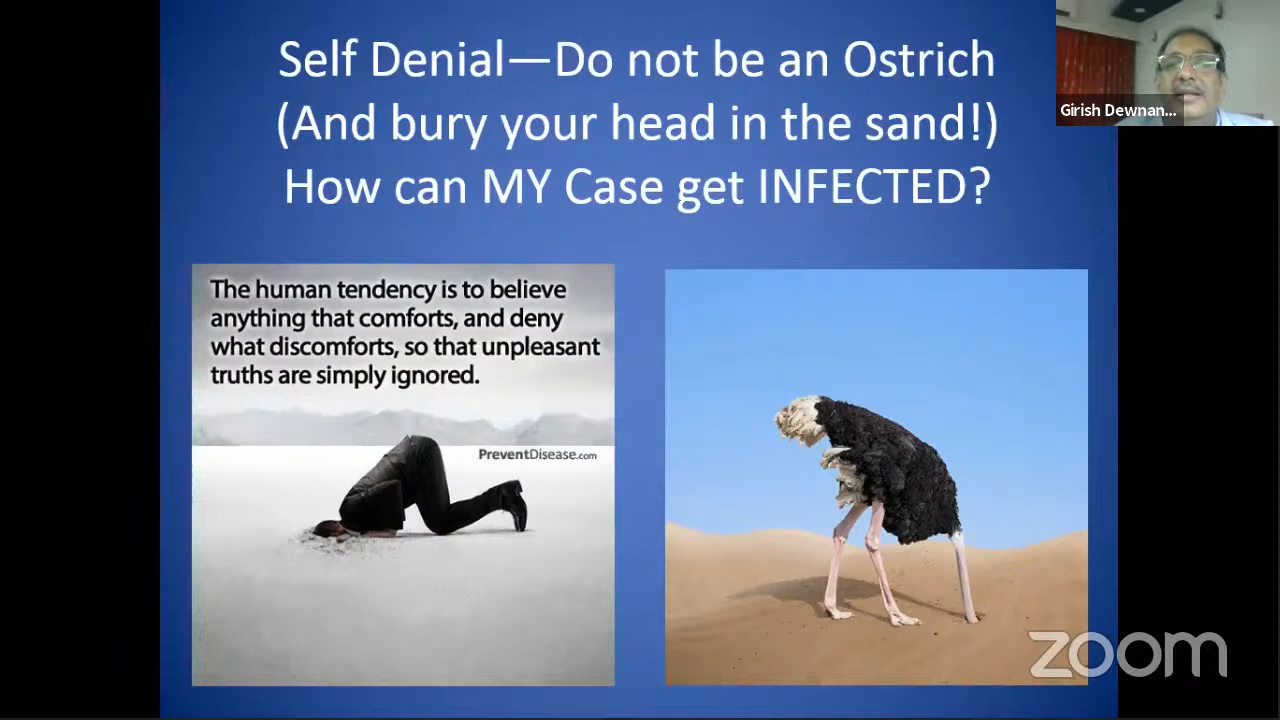 Self Denial—Do not be an Ostrich
(And bury your head in the sand!)
How can MY Case get INFECTED?
Girish Dewnan...
The human tendency is to believe
anything that comforts, and deny
what discomforts, so that unpleasant
truths are simply ignored.
PreventDisease.com
zoom